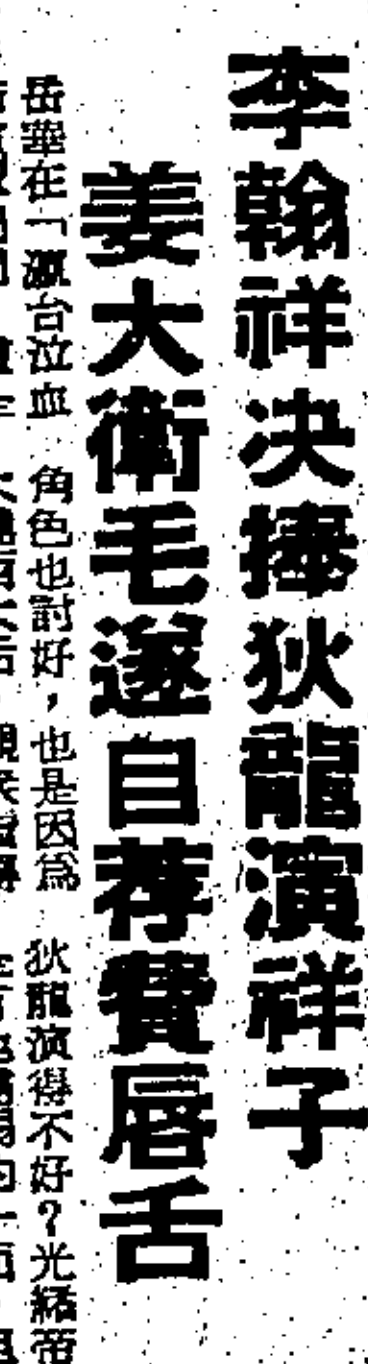 李翰祥決捧狄龍演祥子
姜大衛毛遂自荐費唇舌
岳華在「瀛台泣血
角色也討好，也是因爲
狄龍演得不好？光緒帝